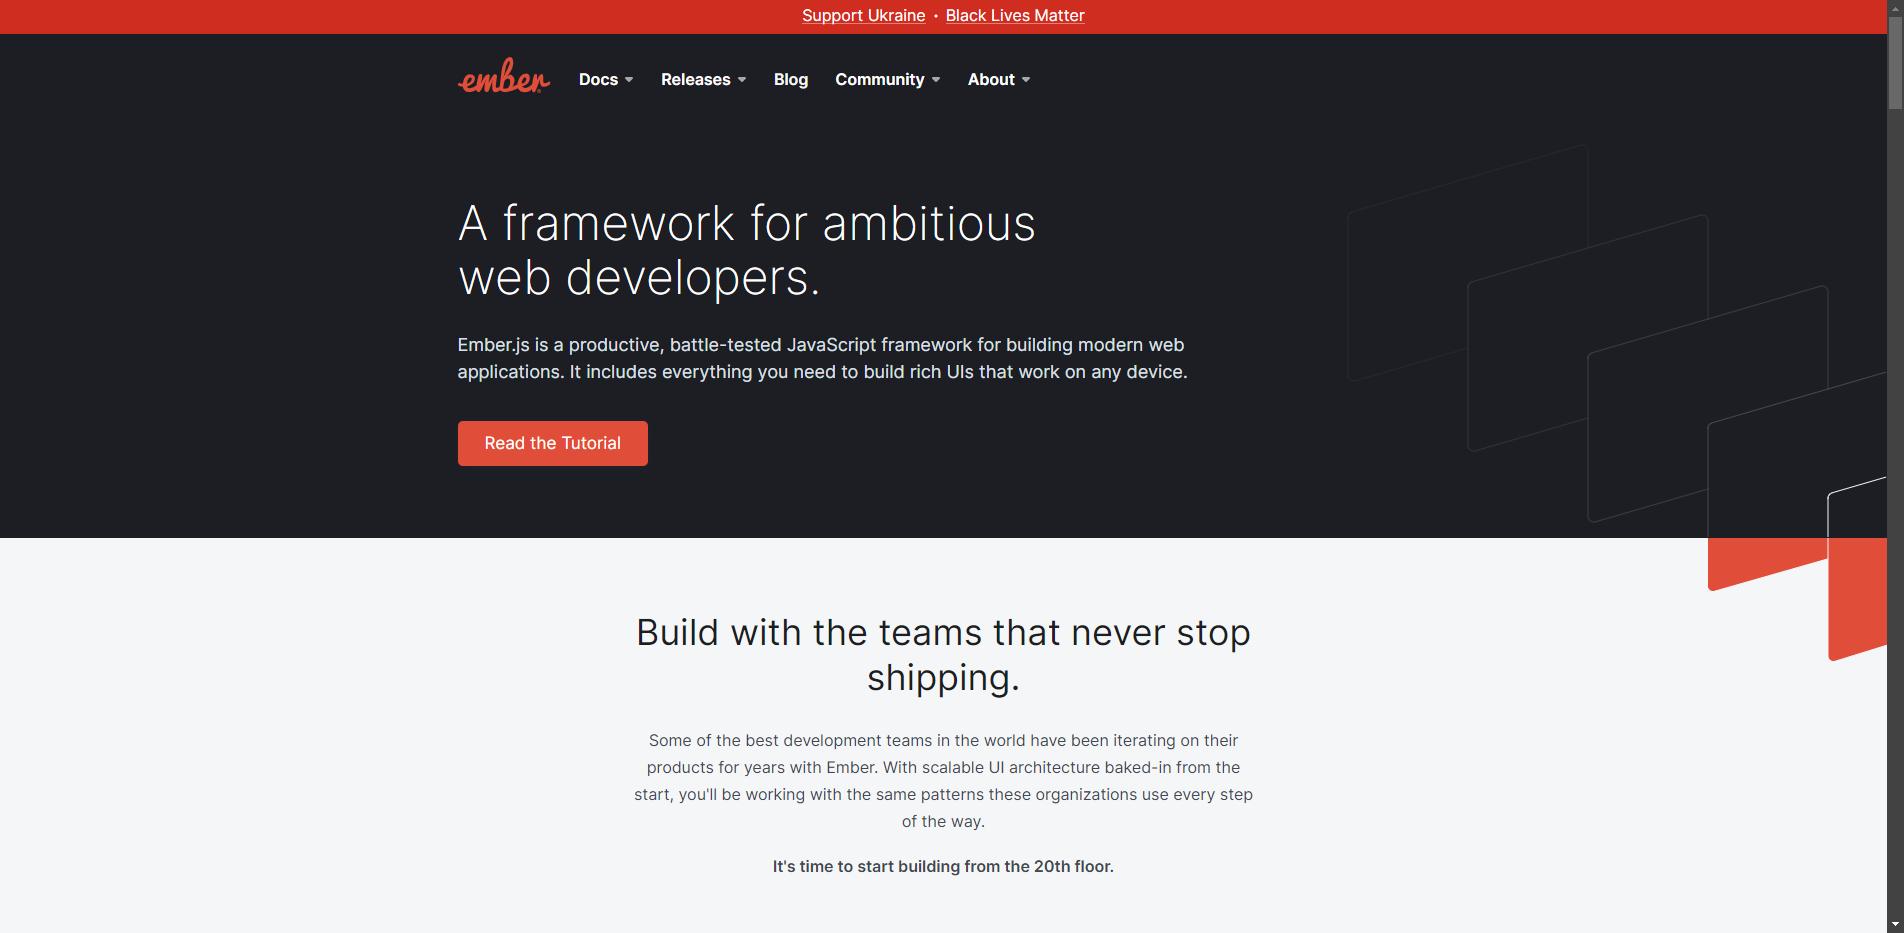 Support Ukraine • Black Lives Matter
ember Docs Releases Blog Community About
A framework for ambitious
web developers.
Ember.js is a productive, battle-tested JavaScript framework for building modern web
applications. It includes everything you need to build rich UIs that work on any device.
Read the Tutorial
Build with the teams that never stop
shipping.
Some of the best development teams in the world have been iterating on their
products for years with Ember. With scalable UI architecture baked-in from the
start, you'll be working with the same patterns these organizations use every step
of the way.
It's time to start building from the 20th floor.